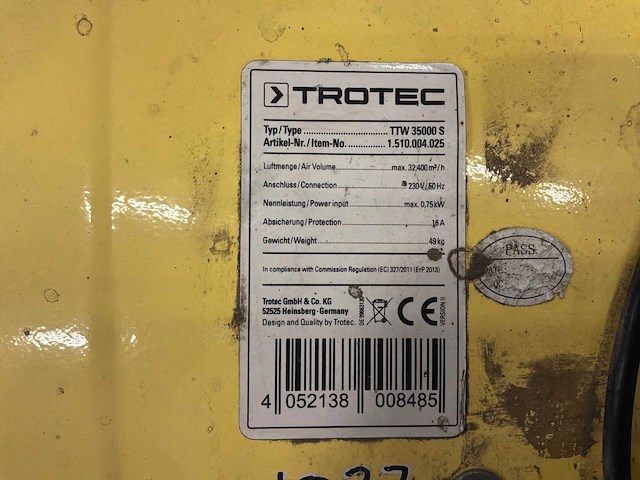 TROTEC
Typ/Type................................ TTW 35000 S
Artikel-Nr./Item-No.............. 1.510.004.025
Luftmenge/Air Volume............ max. 32.400 m³/h
Anschluss/Connection............ 230 V/50 Hz
Nennleistung/Power input............ max. 0,75 kW
Absicherung/Protection............ 16 A
Gewicht/Weight............ 49 kg
In compliance with Commission Regulation (EC) 327/2011 (ErP 2013)
Trotec GmbH & Co. KG
52525 Heinsberg · Germany
Design and Quality by Trotec.
CE
VERSION II
4 052138 008485
PASS
QC